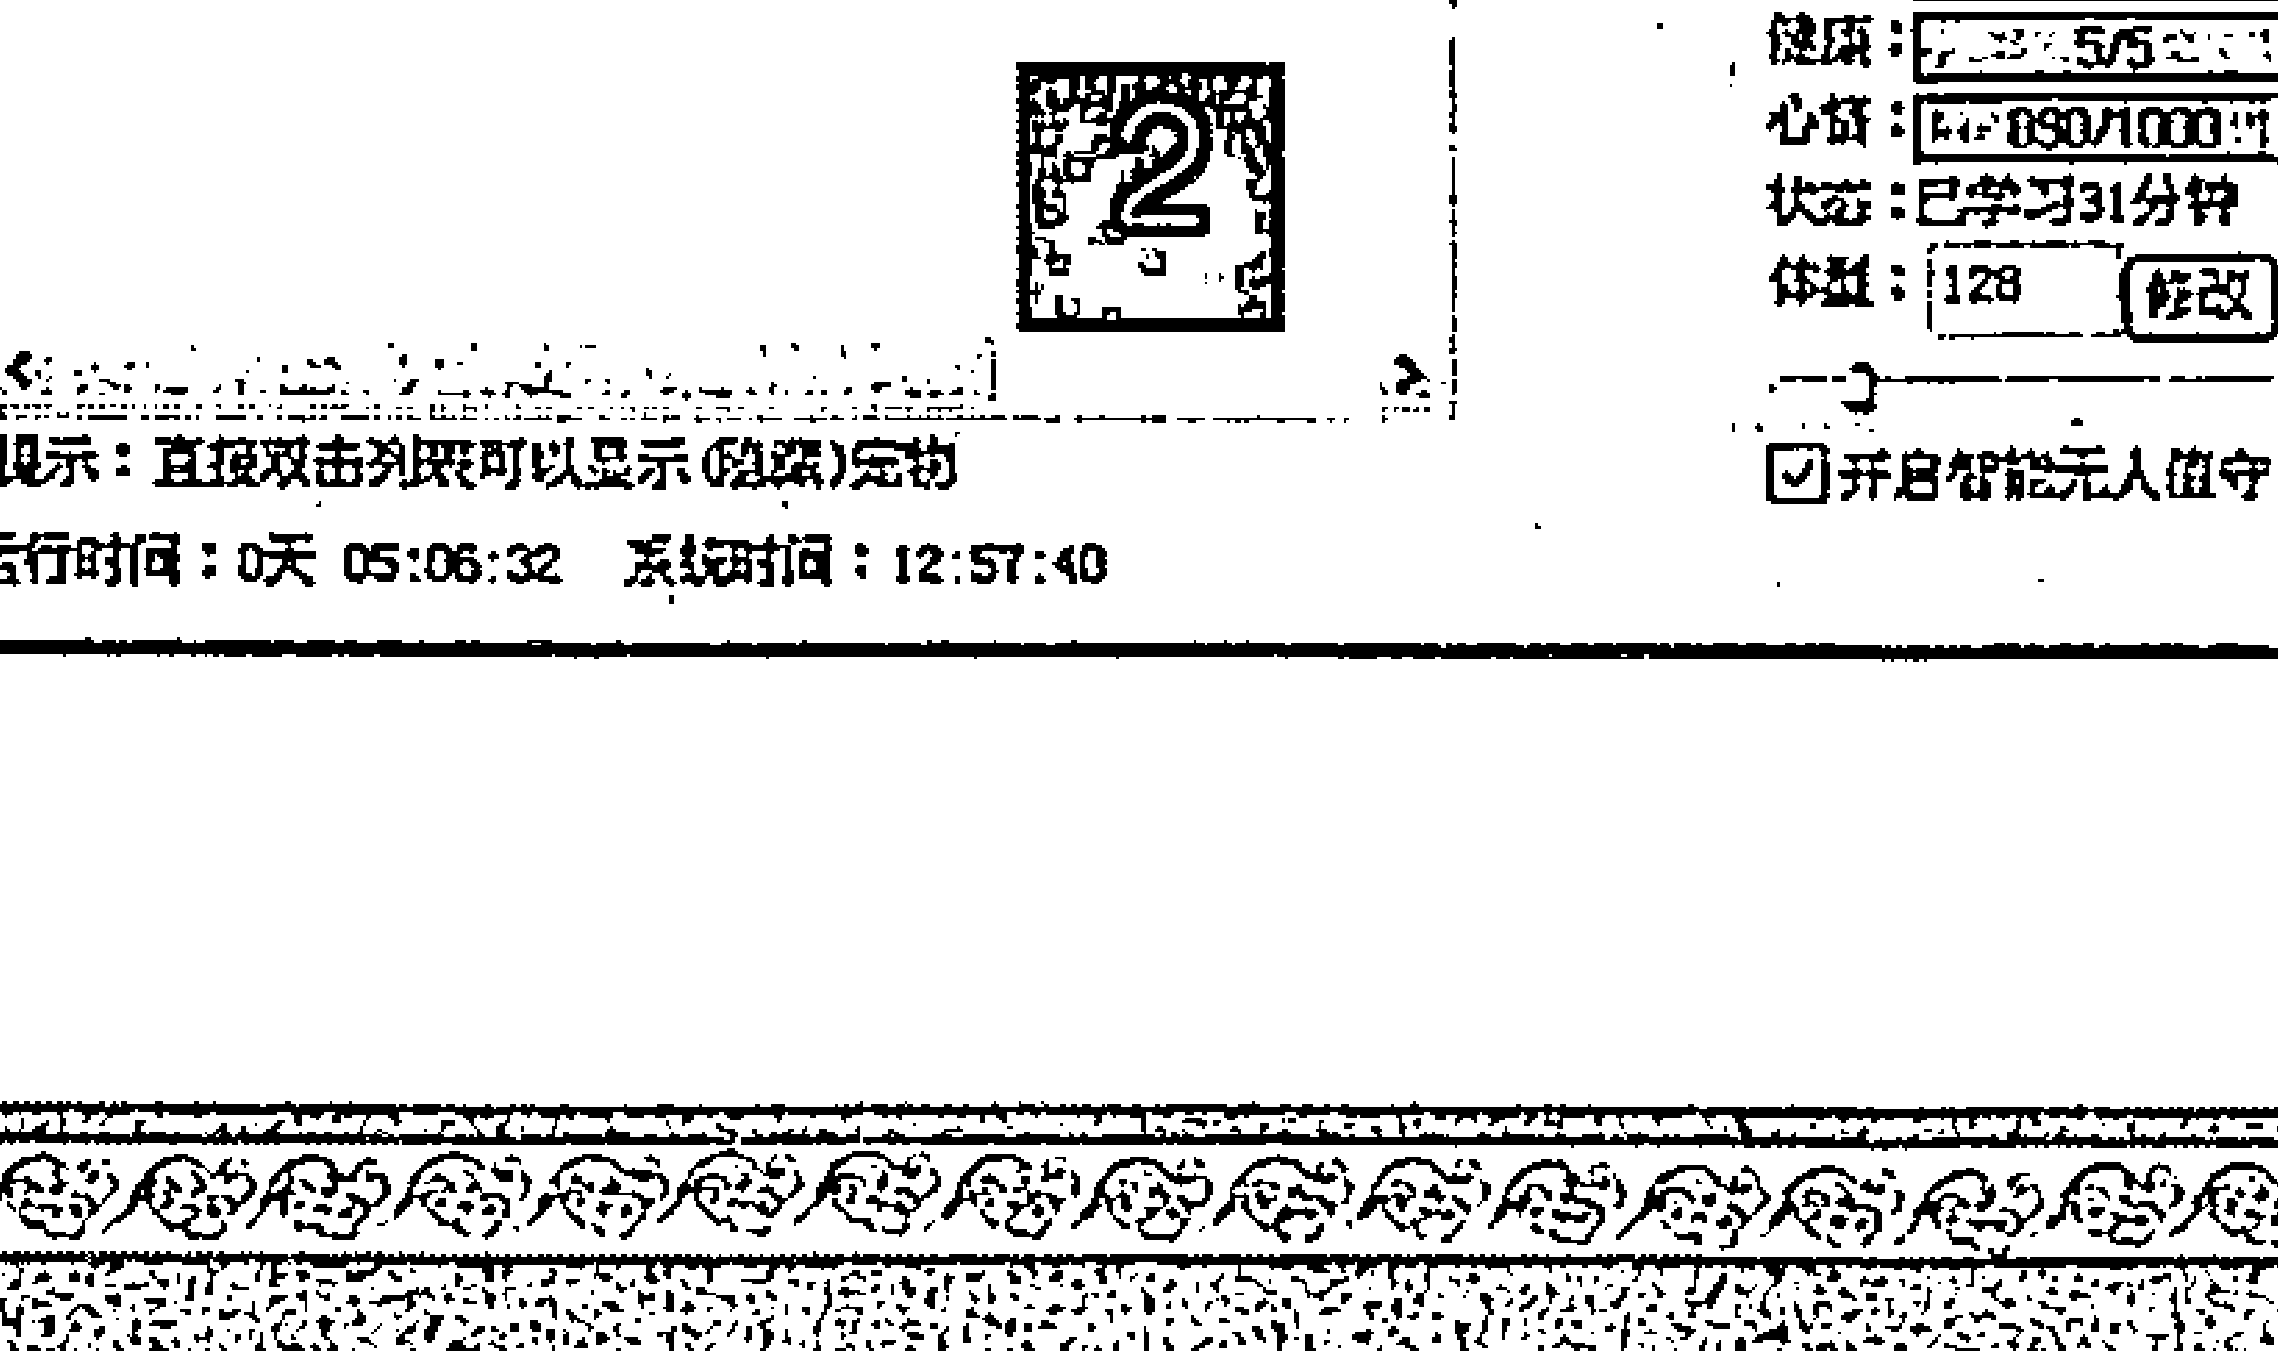 健康：5/5
2
心情：890/1000
状态：已学习31分钟
体型：128 修改
提示：直接双击列表可以显示(隐藏)宠物
开启智能无人值守
运行时间：0天 05:06:32 系统时间：12:57:40